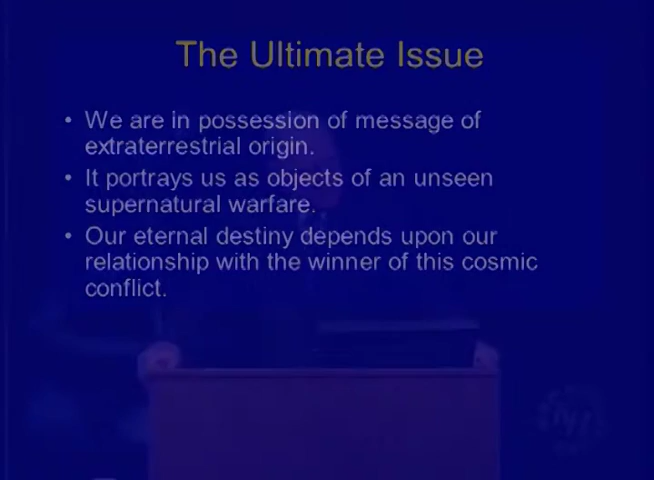 The Ultimate Issue
• We are in possession of message of
extraterrestrial origin.
• It portrays us as objects of an unseen
supernatural warfare.
• Our eternal destiny depends upon our
relationship with the winner of this cosmic
conflict.